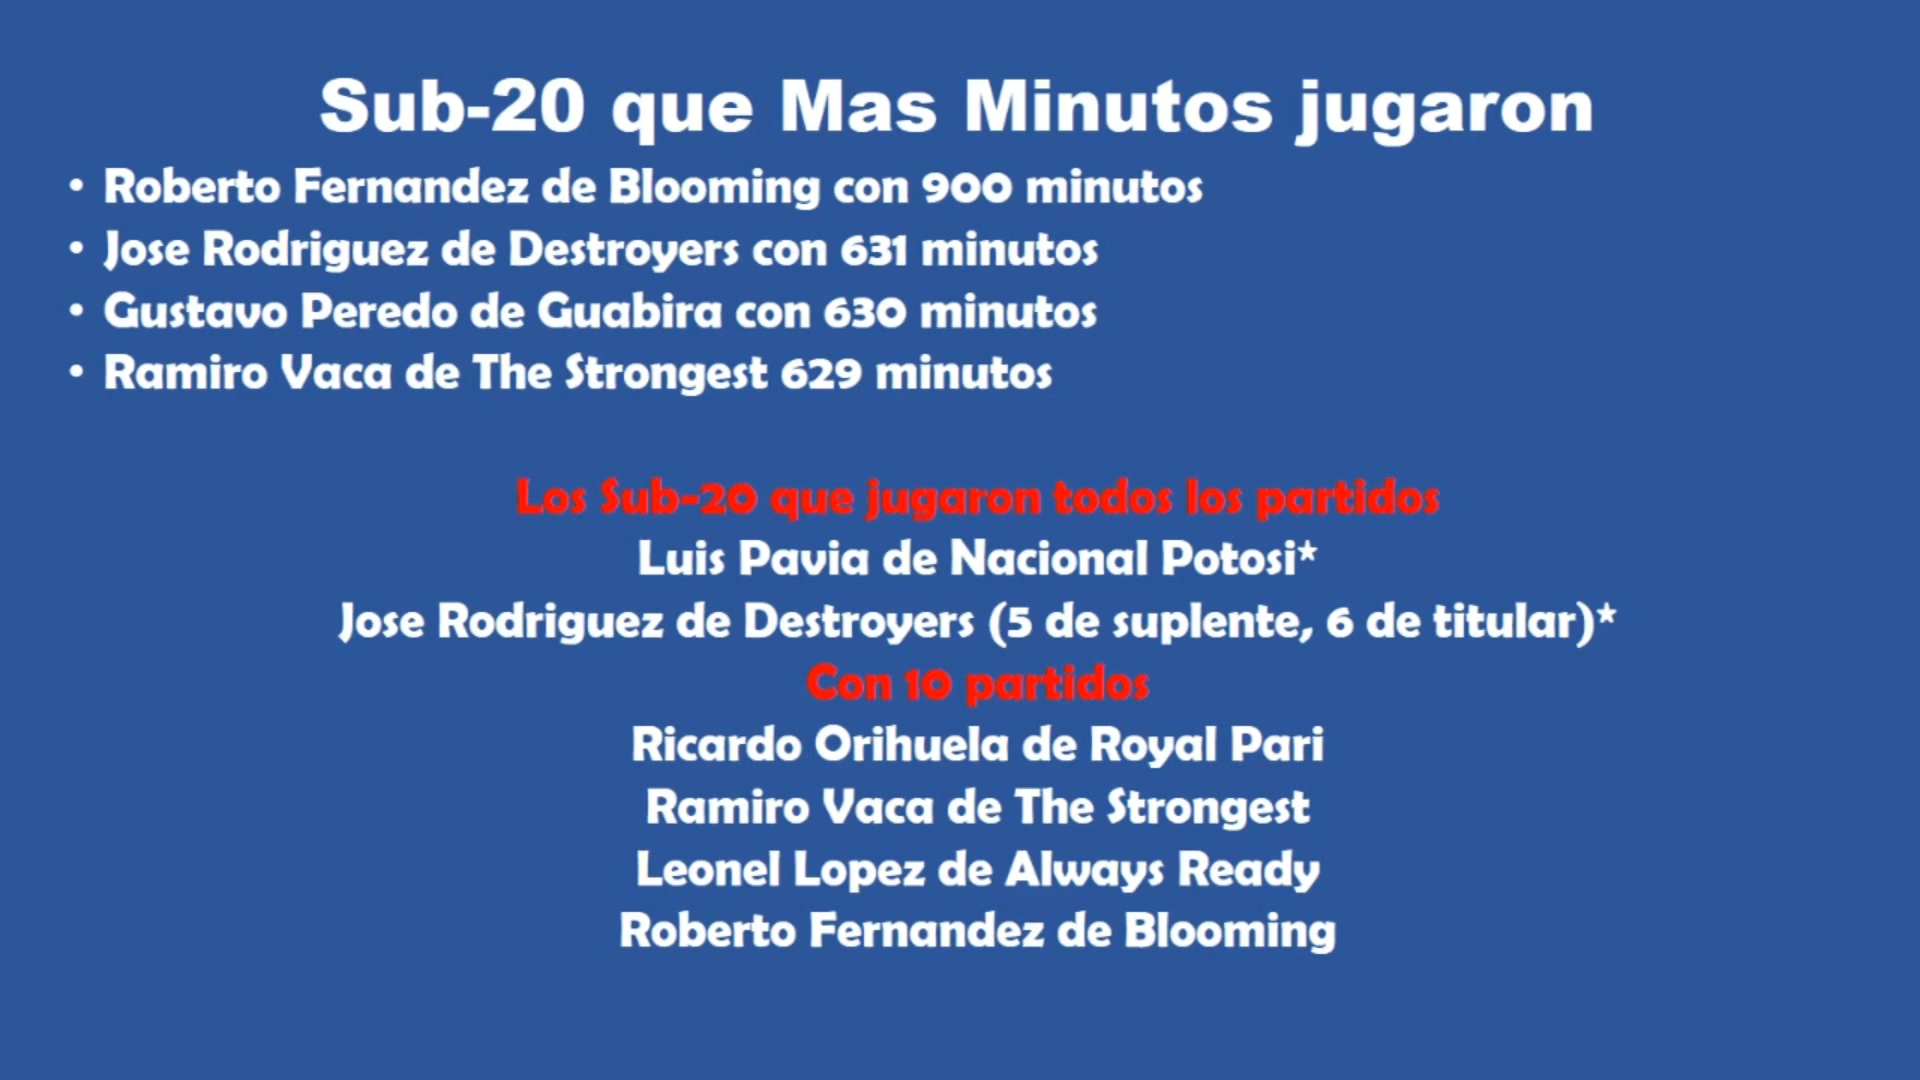 Sub-20 que Mas Minutos jugaron
• Roberto Fernandez de Blooming con 900 minutos
• Jose Rodriguez de Destroyers con 631 minutos
• Gustavo Peredo de Guabira con 630 minutos
• Ramiro Vaca de The Strongest 629 minutos
Los Sub-20 que jugaron todos los partidos
Luis Pavia de Nacional Potosi*
Jose Rodriguez de Destroyers (5 de suplente, 6 de titular)*
Con 10 partidos
Ricardo Orihuela de Royal Pari
Ramiro Vaca de The Strongest
Leonel Lopez de Always Ready
Roberto Fernandez de Blooming